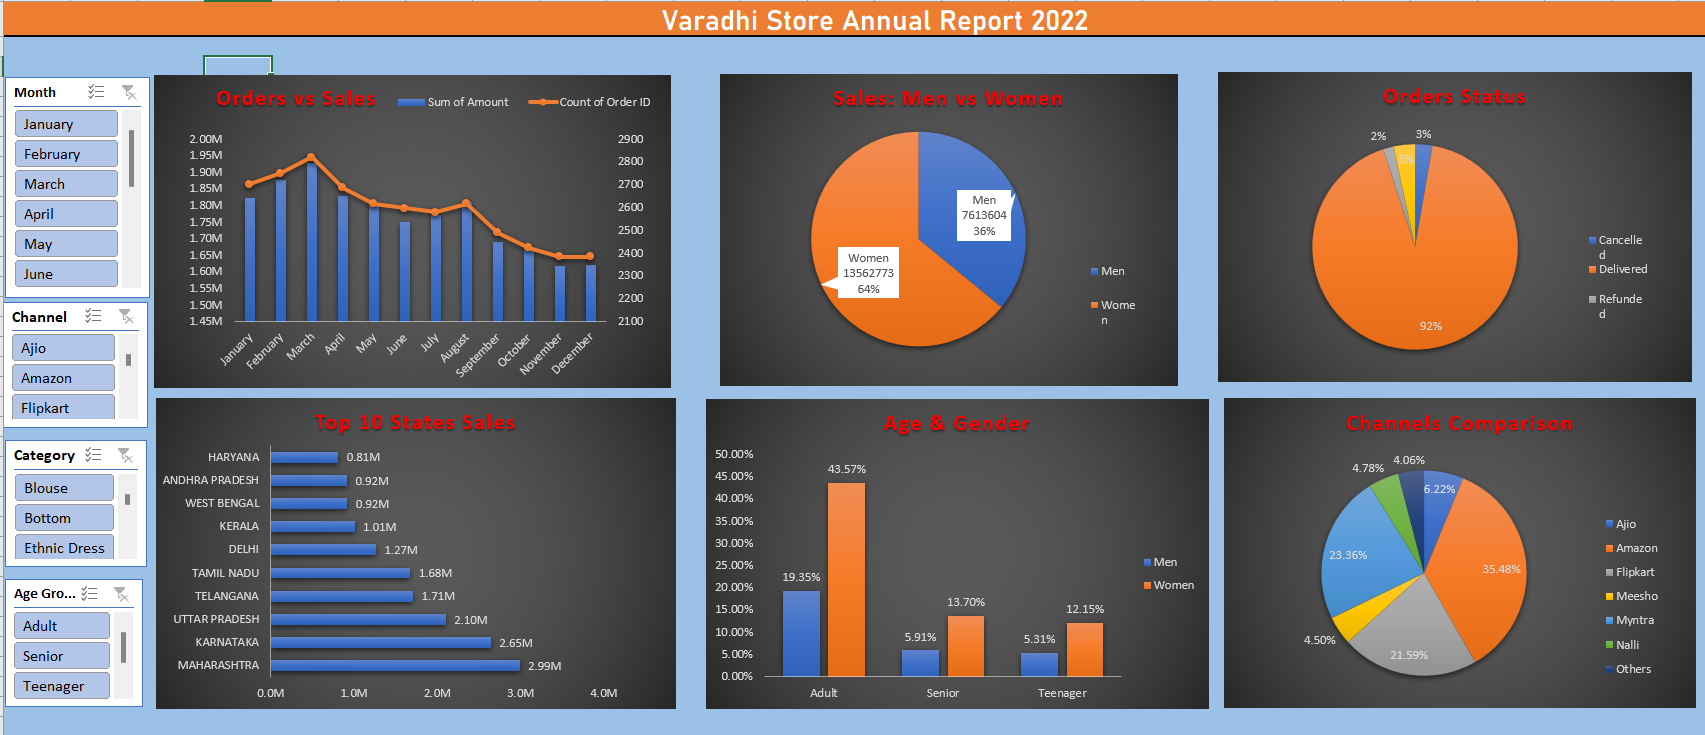 Varadhi Store Annual Report 2022
Month
January
February
March
April
May
June
Channel
Ajio
Amazon
Flipkart
Category
Blouse
Bottom
Ethnic Dress
Age Gro...
Adult
Senior
Teenager
Orders vs Sales
Sum of Amount
Count of Order ID
2.00M
1.95M
1.90M
1.85M
1.80M
1.75M
1.70M
1.65M
1.60M
1.55M
1.50M
1.45M
2900
2800
2700
2600
2500
2400
2300
2200
2100
January
February
March
April
May
June
July
August
September
October
November
December
Sales: Men vs Women
Men
7613604
36%
Women
13562773
64%
Men
Wome
n
Orders Status
2%
3%
3%
92%
Cancelle
d
Delivered
Refunde
d
Top 10 States Sales
HARYANA 0.81M
ANDHRA PRADESH 0.92M
WEST BENGAL 0.92M
KERALA 1.01M
DELHI 1.27M
TAMIL NADU 1.68M
TELANGANA 1.71M
UTTAR PRADESH 2.10M
KARNATAKA 2.65M
MAHARASHTRA 2.99M
0.0M 1.0M 2.0M 3.0M 4.0M
Age & Gender
50.00%
45.00%
40.00%
35.00%
30.00%
25.00%
20.00%
15.00%
10.00%
5.00%
0.00%
19.35%
43.57%
5.91%
13.70%
5.31%
12.15%
Adult Senior Teenager
Men
Women
Channels Comparison
4.06%
4.78%
6.22%
23.36%
35.48%
4.50%
21.59%
Ajio
Amazon
Flipkart
Meesho
Myntra
Nalli
Others